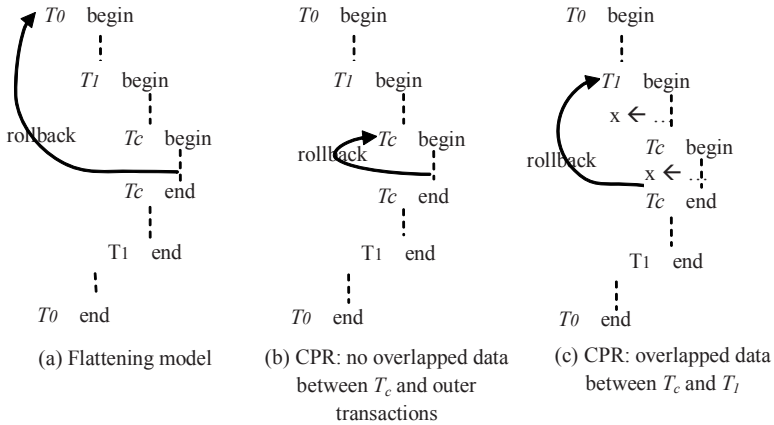 T0 begin
T1 begin
rollback
Tc begin
Tc end
T1 end
T0 end
(a) Flattening model
T0 begin
T1 begin
Tc begin
rollback
Tc end
T1 end
T0 end
(b) CPR: no overlapped data
between Tc and outer
transactions
T0 begin
T1 begin
x ← ...
Tc begin
rollback
x ← ...
Tc end
T1 end
T0 end
(c) CPR: overlapped data
between Tc and T1